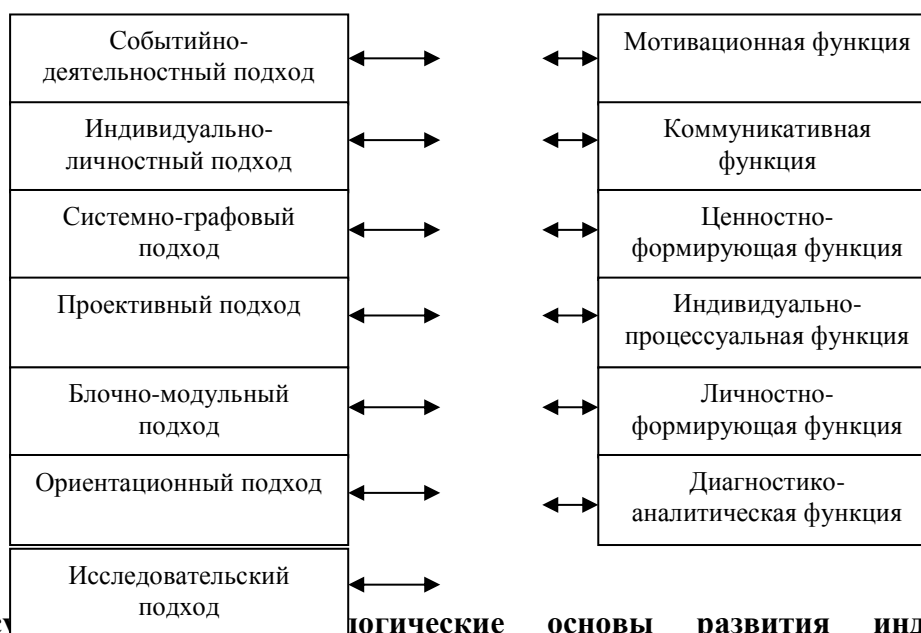 Событийно-
деятельностный подход
Индивидуально-
личностный подход
Системно-графовый
подход
Проективный подход
Блочно-модульный
подход
Ориентационный подход
Исследовательский
подход
Мотивационная функция
Коммуникативная
функция
Ценностно-
формирующая функция
Индивидуально-
процессуальная функция
Личностно-
формирующая функция
Диагностико-
аналитическая функция
основы развития